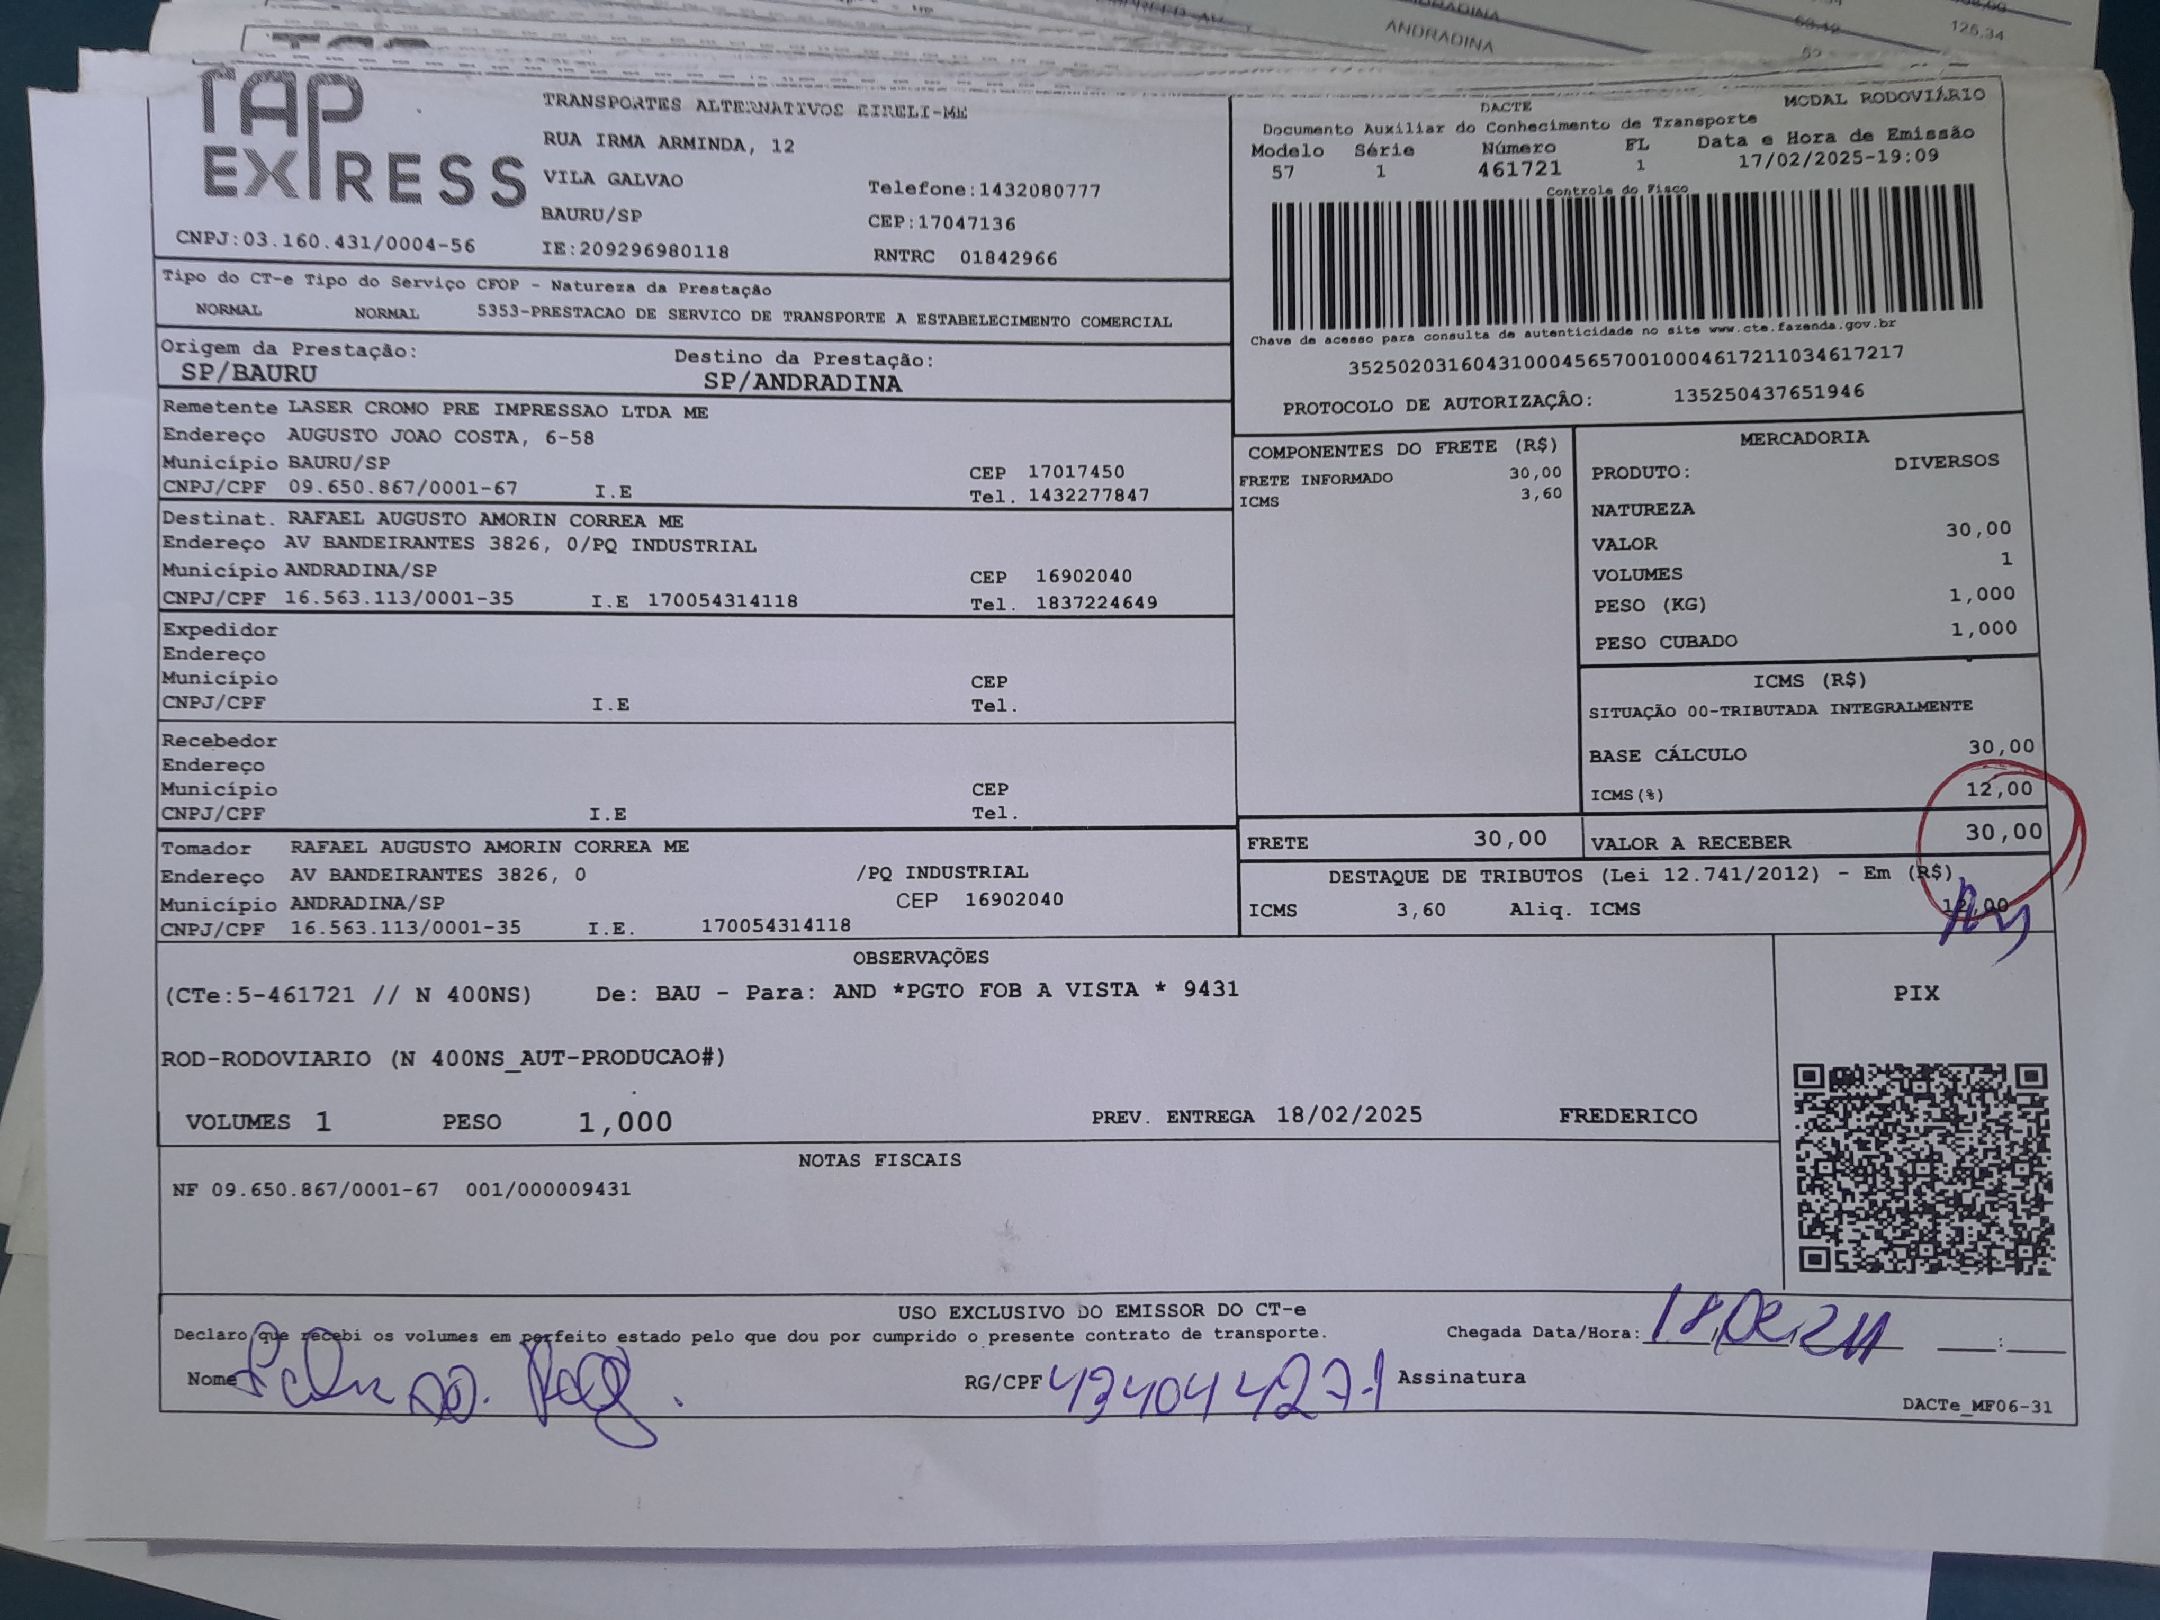 ANDRADINA
ANDRADINA
125,34
TAP
EXPRESS
CNPJ:03.160.431/0004-56
TRANSPORTES ALTERNATIVOS EIRELI-ME
RUA IRMA ARMINDA, 12
VILA GALVAO
Telefone:1432080777
BAURU/SP
CEP:17047136
IE:209296980118
RNTRC 01842966
DACTE
MODAL RODOVIÁRIO
Documento Auxiliar do Conhecimento de Transporte
Modelo Série Número FL Data e Hora de Emissão
57 1 461721 1 17/02/2025-19:09
Controle do Fisco
Chave de acesso para consulta de autenticidade no site www.cte.fazenda.gov.br
35250203160431000456570010004617211034617217
PROTOCOLO DE AUTORIZAÇÂO: 135250437651946
Tipo do CT-e Tipo do Serviço CFOP - Natureza da Prestação
NORMAL NORMAL 5353-PRESTACAO DE SERVICO DE TRANSPORTE A ESTABELECIMENTO COMERCIAL
Origem da Prestação: Destino da Prestação:
SP/BAURU SP/ANDRADINA
Remetente LASER CROMO PRE IMPRESSAO LTDA ME
Endereço AUGUSTO JOAO COSTA, 6-58
Município BAURU/SP CEP 17017450
CNPJ/CPF 09.650.867/0001-67 I.E Tel. 1432277847
Destinat. RAFAEL AUGUSTO AMORIN CORREA ME
Endereço AV BANDEIRANTES 3826, 0/PQ INDUSTRIAL
Município ANDRADINA/SP CEP 16902040
CNPJ/CPF 16.563.113/0001-35 I.E 170054314118 Tel. 1837224649
Expedidor
Endereço
Município CEP
CNPJ/CPF I.E Tel.
Recebedor
Endereço
Município CEP
CNPJ/CPF I.E Tel.
Tomador RAFAEL AUGUSTO AMORIN CORREA ME
Endereço AV BANDEIRANTES 3826, 0 /PQ INDUSTRIAL
Município ANDRADINA/SP CEP 16902040
CNPJ/CPF 16.563.113/0001-35 I.E. 170054314118
COMPONENTES DO FRETE (R$)
FRETE INFORMADO 30,00
ICMS 3,60
MERCADORIA
PRODUTO: DIVERSOS
NATUREZA
VALOR 30,00
VOLUMES 1
PESO (KG) 1,000
PESO CUBADO 1,000
ICMS (R$)
SITUAÇÃO 00-TRIBUTADA INTEGRALMENTE
BASE CÁLCULO 30,00
ICMS(%) 12,00
FRETE 30,00 VALOR A RECEBER 30,00
DESTAQUE DE TRIBUTOS (Lei 12.741/2012) - Em (R$)
ICMS 3,60 Aliq. ICMS 12,00
OBSERVAÇÕES
(CTe:5-461721 // N 400NS) De: BAU - Para: AND *PGTO FOB A VISTA * 9431
ROD-RODOVIARIO (N 400NS_AUT-PRODUCAO#)
VOLUMES 1 PESO 1,000 PREV. ENTREGA 18/02/2025 FREDERICO
PIX
NOTAS FISCAIS
NF 09.650.867/0001-67 001/000009431
USO EXCLUSIVO DO EMISSOR DO CT-e
Declaro que recebi os volumes em perfeito estado pelo que dou por cumprido o presente contrato de transporte. Chegada Data/Hora:
Nome RG/CPF 43404427-1 Assinatura
DACTe_MF06-31